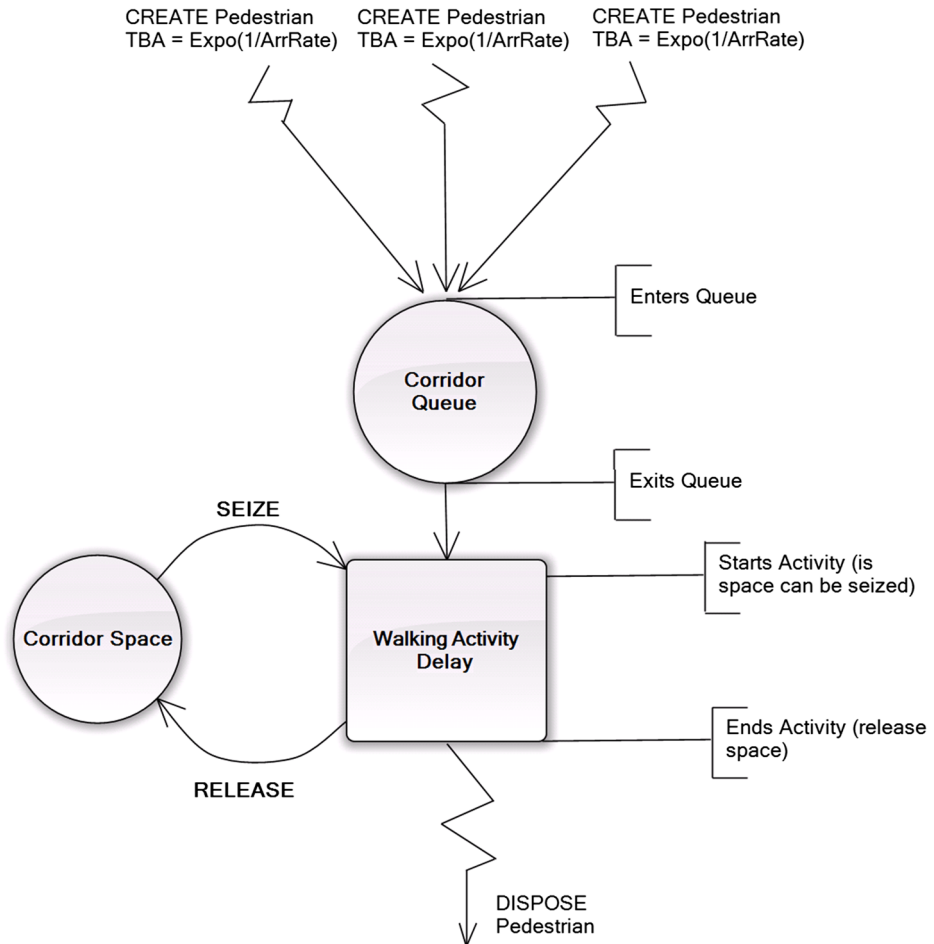 CREATE Pedestrian
TBA = Expo(1/ArrRate)
CREATE Pedestrian
TBA = Expo(1/ArrRate)
CREATE Pedestrian
TBA = Expo(1/ArrRate)
Enters Queue
Corridor
Queue
Exits Queue
SEIZE
Starts Activity (is
space can be seized)
Corridor Space
Walking Activity
Delay
Ends Activity (release
space)
RELEASE
DISPOSE
Pedestrian